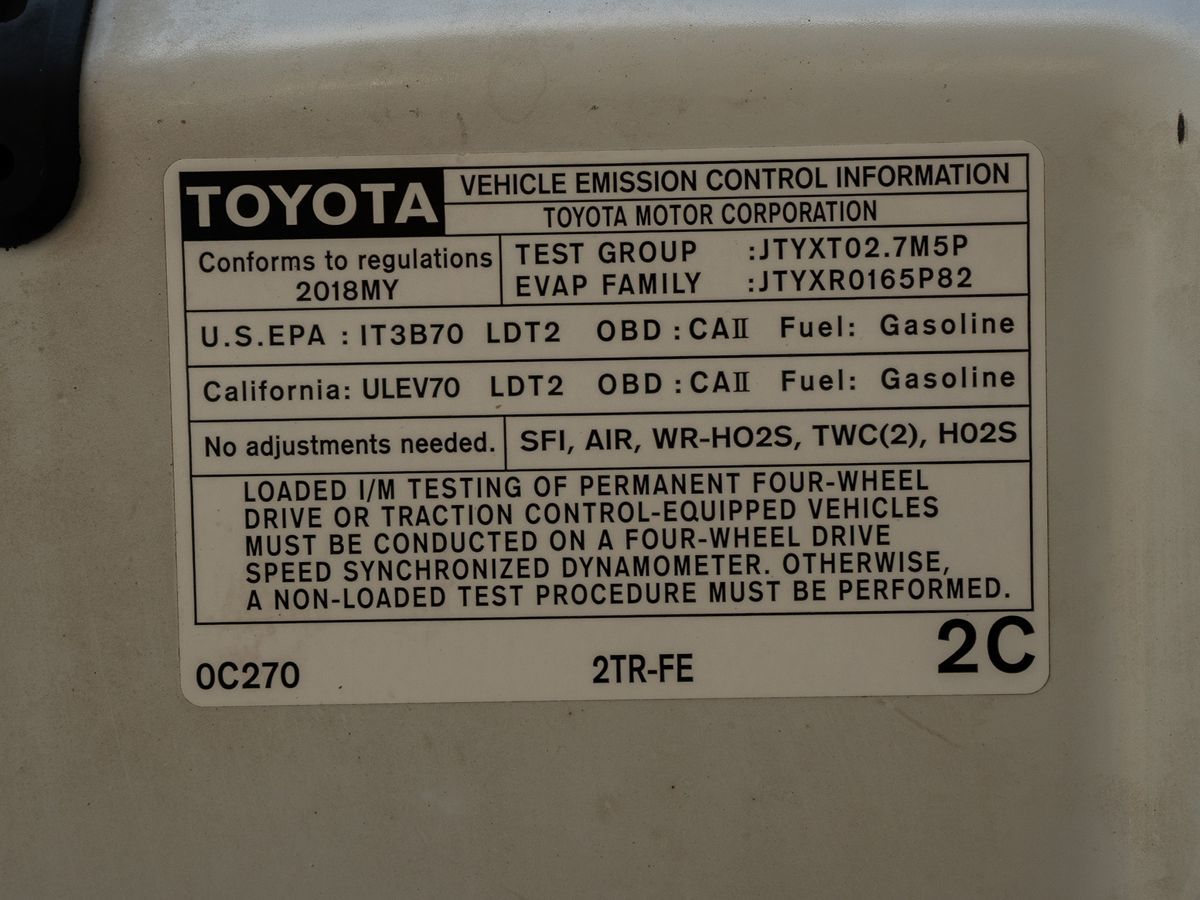 TOYOTA
VEHICLE EMISSION CONTROL INFORMATION
TOYOTA MOTOR CORPORATION
Conforms to regulations
2018MY
TEST GROUP :JTYXT02.7M5P
EVAP FAMILY :JTYXR0165P82
U.S.EPA : IT3B70 LDT2 OBD : CAⅡ Fuel: Gasoline
California: ULEV70 LDT2 OBD : CAⅡ Fuel: Gasoline
No adjustments needed.
SFI, AIR, WR-HO2S, TWC(2), HO2S
LOADED I/M TESTING OF PERMANENT FOUR-WHEEL
DRIVE OR TRACTION CONTROL-EQUIPPED VEHICLES
MUST BE CONDUCTED ON A FOUR-WHEEL DRIVE
SPEED SYNCHRONIZED DYNAMOMETER. OTHERWISE,
A NON-LOADED TEST PROCEDURE MUST BE PERFORMED.
0C270
2TR-FE
2C